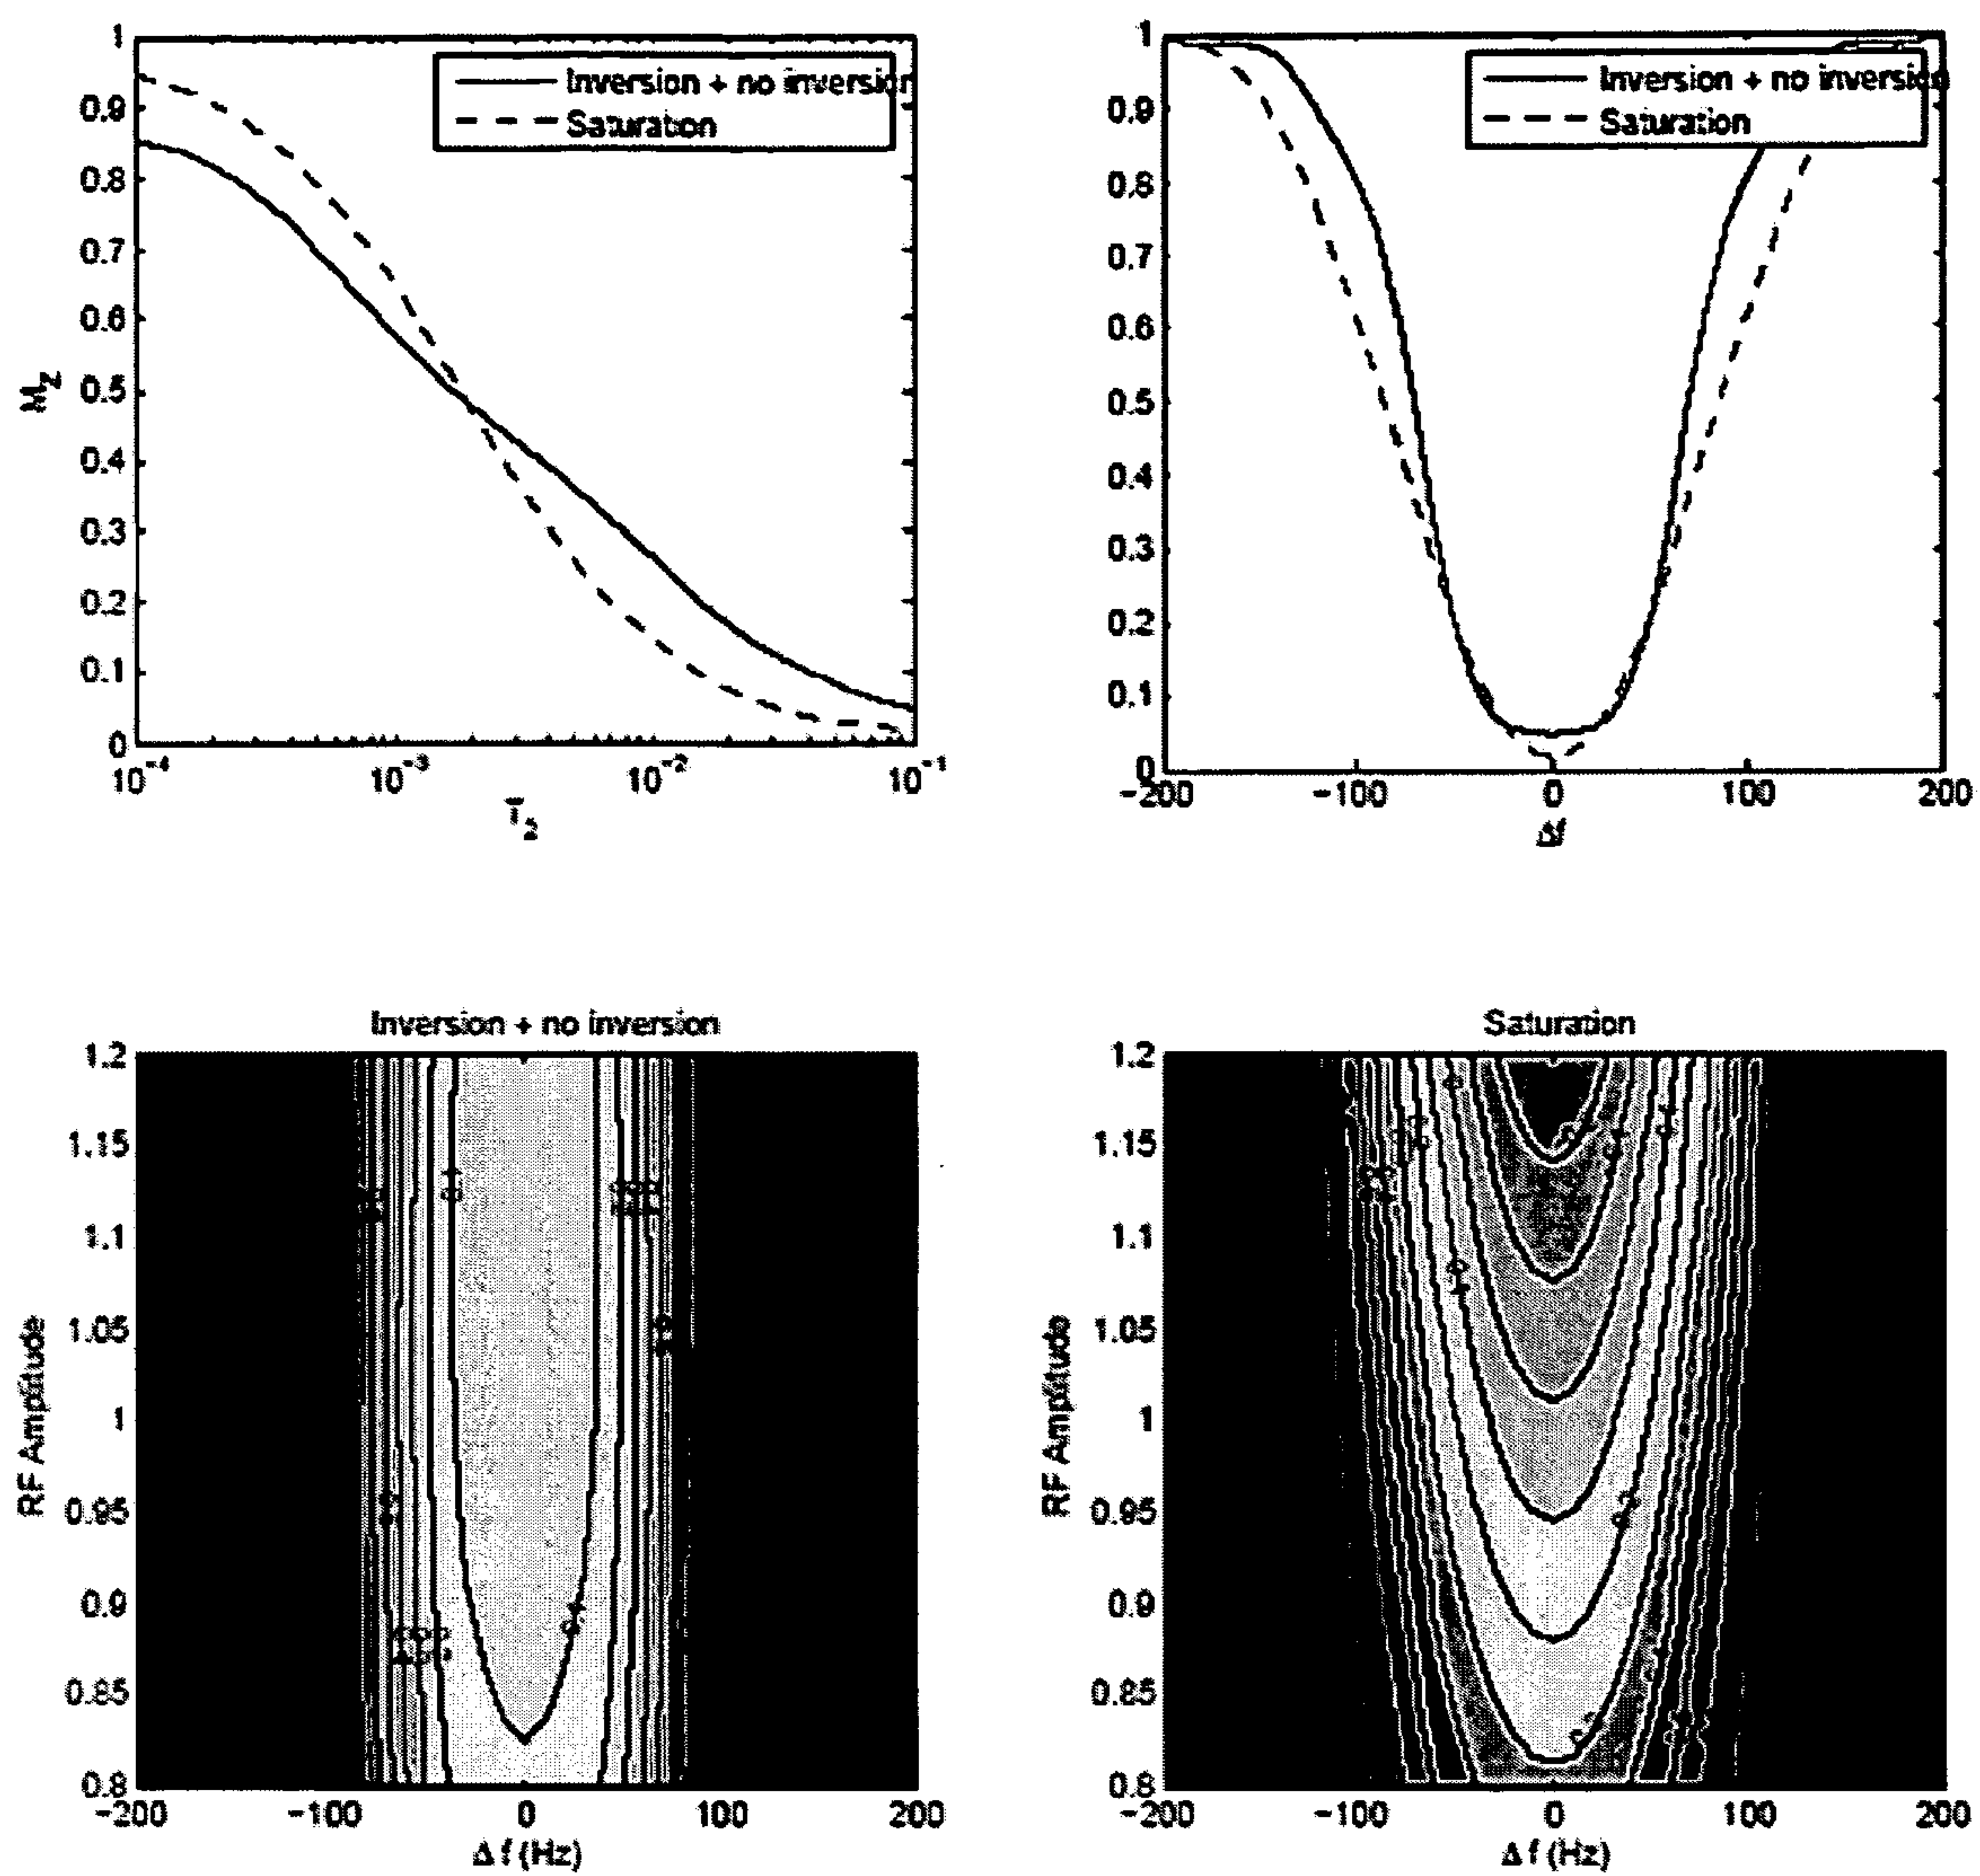 1
0.9
0.8
0.7
0.6
0.5
0.4
0.3
0.2
0.1
0
M_Z
Inversion + no inversion
Saturation
10⁻⁴ 10⁻³ 10⁻² 10⁻¹
T₂
1
0.9
0.8
0.7
0.6
0.5
0.4
0.3
0.2
0.1
0
Inversion + no inversion
Saturation
-200 -100 0 100 200
Δf
Inversion + no inversion
1.2
1.15
1.1
1.05
1
0.95
0.9
0.85
0.8
RF Amplitude
-200 -100 0 100 200
Δf (Hz)
Saturation
1.2
1.15
1.1
1.05
1
0.95
0.9
0.85
0.8
RF Amplitude
-200 -100 0 100 200
Δf (Hz)